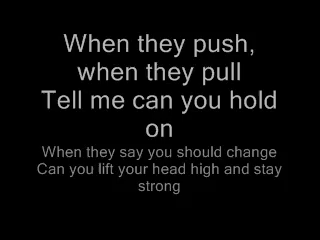 When they push,
when they pull
Tell me can you hold
on
When they say you should change
Can you lift your head high and stay
strong